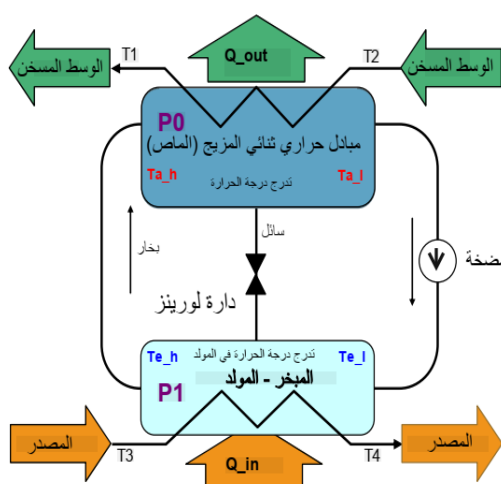 Q_out
T1
T2
الوسط المسخن
الوسط المسخن
P0
مبادل حراري ثنائي المزيج (الماص)
Ta_h
تدرج درجة الحرارة
Ta_l
بخار
سائل
مضخة
دارة لورينز
Te_h
تدرج درجة الحرارة في المولد
Te_l
المبخر - المولد
P1
المصدر
T3
T4
المصدر
Q_in